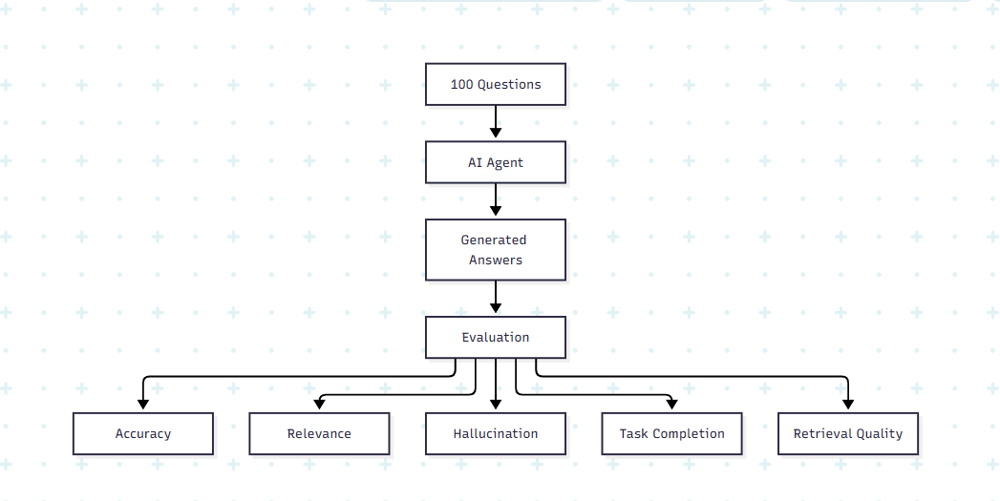 100 Questions
AI Agent
Generated
Answers
Evaluation
Accuracy
Relevance
Hallucination
Task Completion
Retrieval Quality